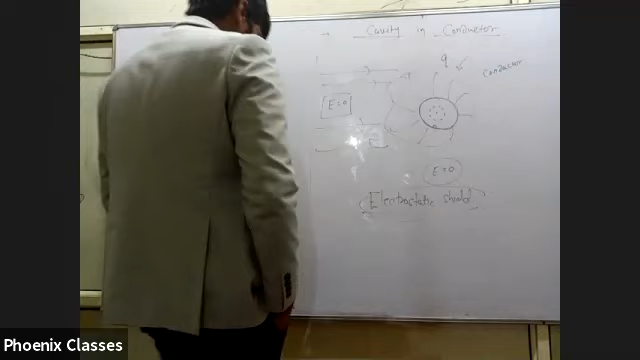 Cavity in Conductor
q
conductor
E=0
E=0
Electrostatic shield
Phoenix Classes